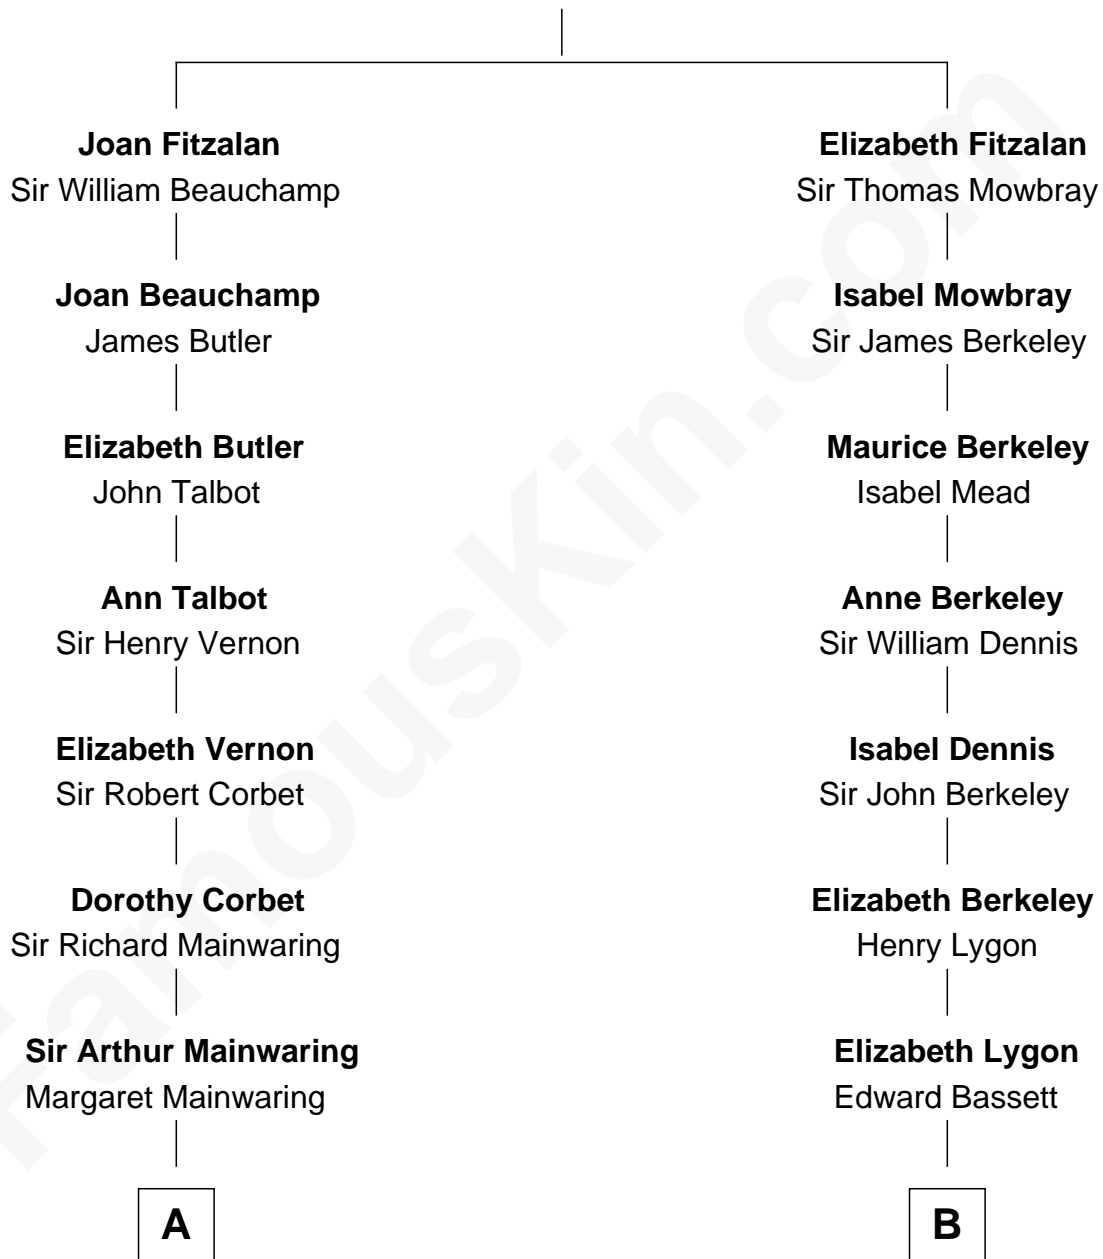 Joan Fitzalan
Sir William Beauchamp
Joan Beauchamp
James Butler
Elizabeth Butler
John Talbot
Ann Talbot
Sir Henry Vernon
Elizabeth Vernon
Sir Robert Corbet
Dorothy Corbet
Sir Richard Mainwaring
Sir Arthur Mainwaring
Margaret Mainwaring
A
Elizabeth Fitzalan
Sir Thomas Mowbray
Isabel Mowbray
Sir James Berkeley
Maurice Berkeley
Isabel Mead
Anne Berkeley
Sir William Dennis
Isabel Dennis
Sir John Berkeley
Elizabeth Berkeley
Henry Lygon
Elizabeth Lygon
Edward Bassett
B
FamousKin.com